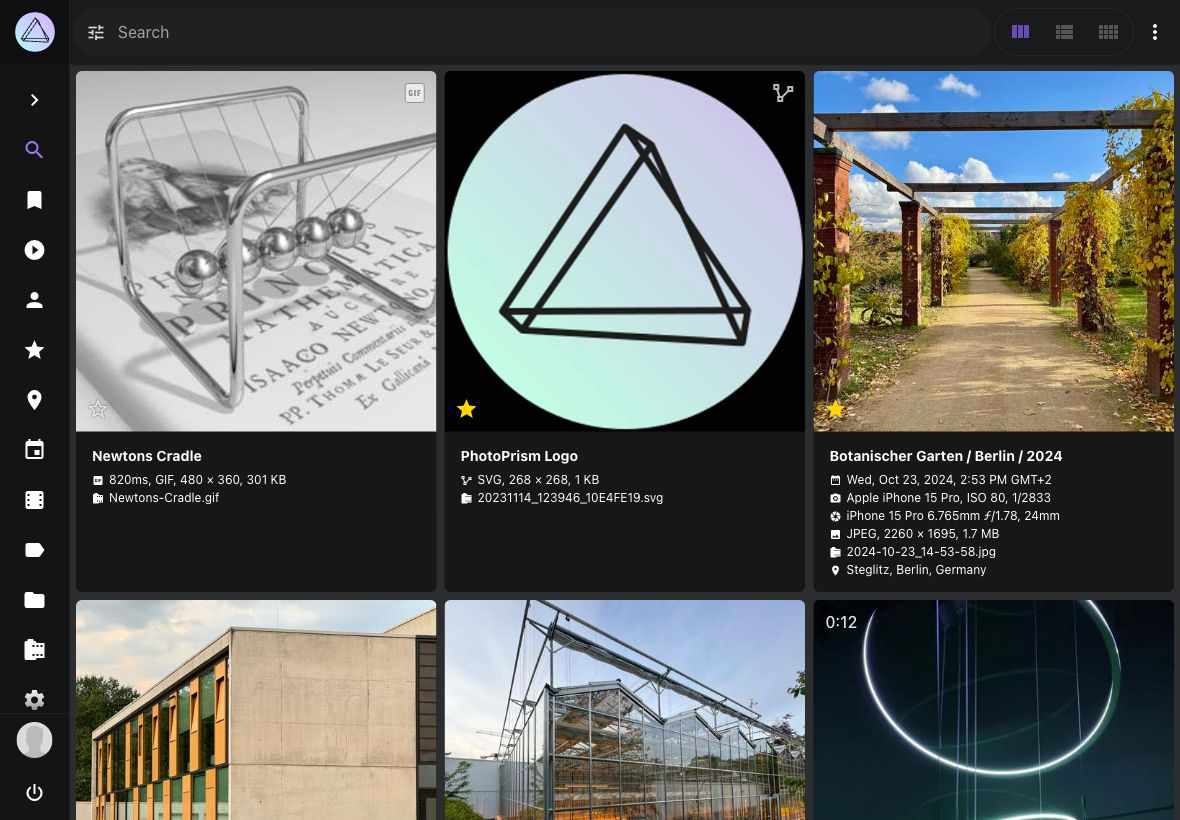 Search
GIF
P H
PRINCIPIA
MATHEMATICA
AUCTORE
ISAACO NEWTONO
Perpetuis Commentariis
PP. THOMÆ LE SEUR &
Gallicana
Ex
Newtons Cradle
820ms, GIF, 480 × 360, 301 KB
Newtons-Cradle.gif
PhotoPrism Logo
SVG, 268 × 268, 1 KB
20231114_123946_10E4FE19.svg
Botanischer Garten / Berlin / 2024
Wed, Oct 23, 2024, 2:53 PM GMT+2
Apple iPhone 15 Pro, ISO 80, 1/2833
iPhone 15 Pro 6.765mm ƒ/1.78, 24mm
JPEG, 2260 × 1695, 1.7 MB
2024-10-23_14-53-58.jpg
Steglitz, Berlin, Germany
0:12